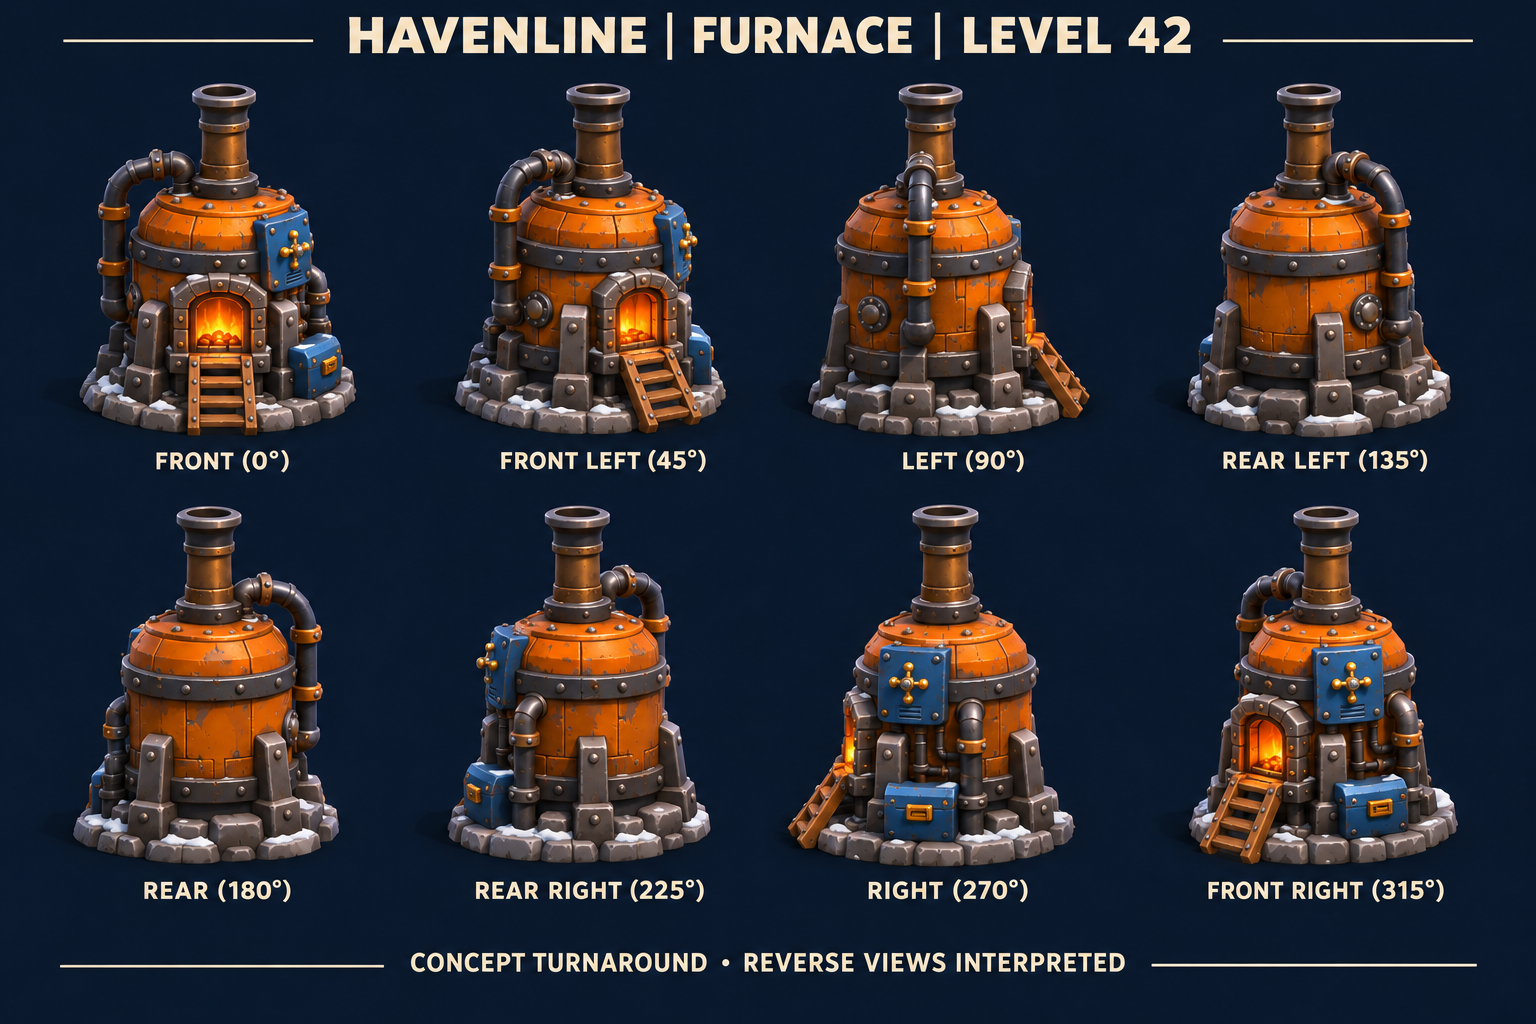 HAVENLINE | FURNACE | LEVEL 42
FRONT (0°)
FRONT LEFT (45°)
LEFT (90°)
REAR LEFT (135°)
REAR (180°)
REAR RIGHT (225°)
RIGHT (270°)
FRONT RIGHT (315°)
CONCEPT TURNAROUND • REVERSE VIEWS INTERPRETED